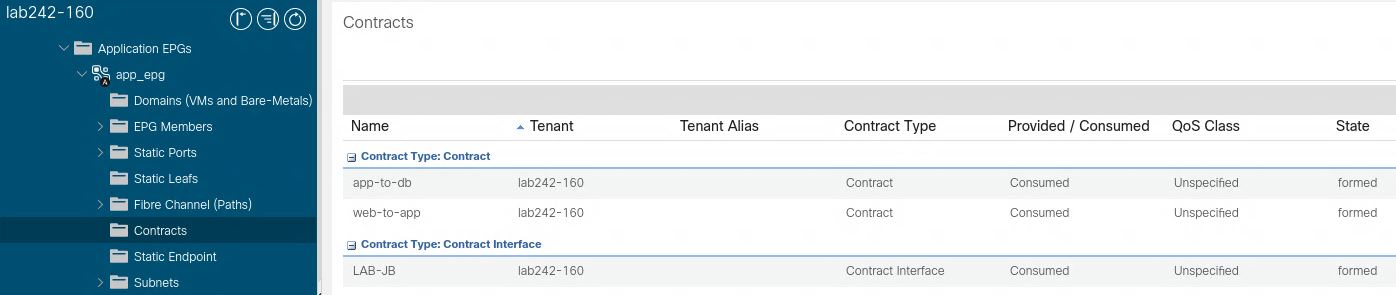 lab242-160
Application EPGs
app_epg
Domains (VMs and Bare-Metals)
EPG Members
Static Ports
Static Leafs
Fibre Channel (Paths)
Contracts
Static Endpoint
Subnets
Contracts
Name Tenant Tenant Alias Contract Type Provided / Consumed QoS Class State
Contract Type: Contract
app-to-db lab242-160 Contract Consumed Unspecified formed
web-to-app lab242-160 Contract Consumed Unspecified formed
Contract Type: Contract Interface
LAB-JB lab242-160 Contract Interface Consumed Unspecified formed